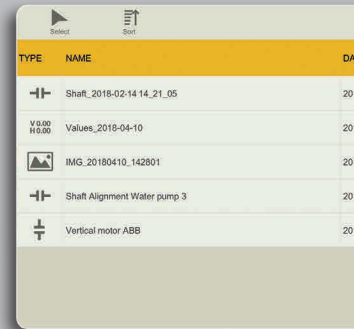 Select Sort
TYPE NAME DA
Shaft_2018-02-14 14_21_05 20
V 0.00
H 0.00 Values_2018-04-10 20
IMG_20180410_142801 20
Shaft Alignment Water pump 3 20
Vertical motor ABB 20